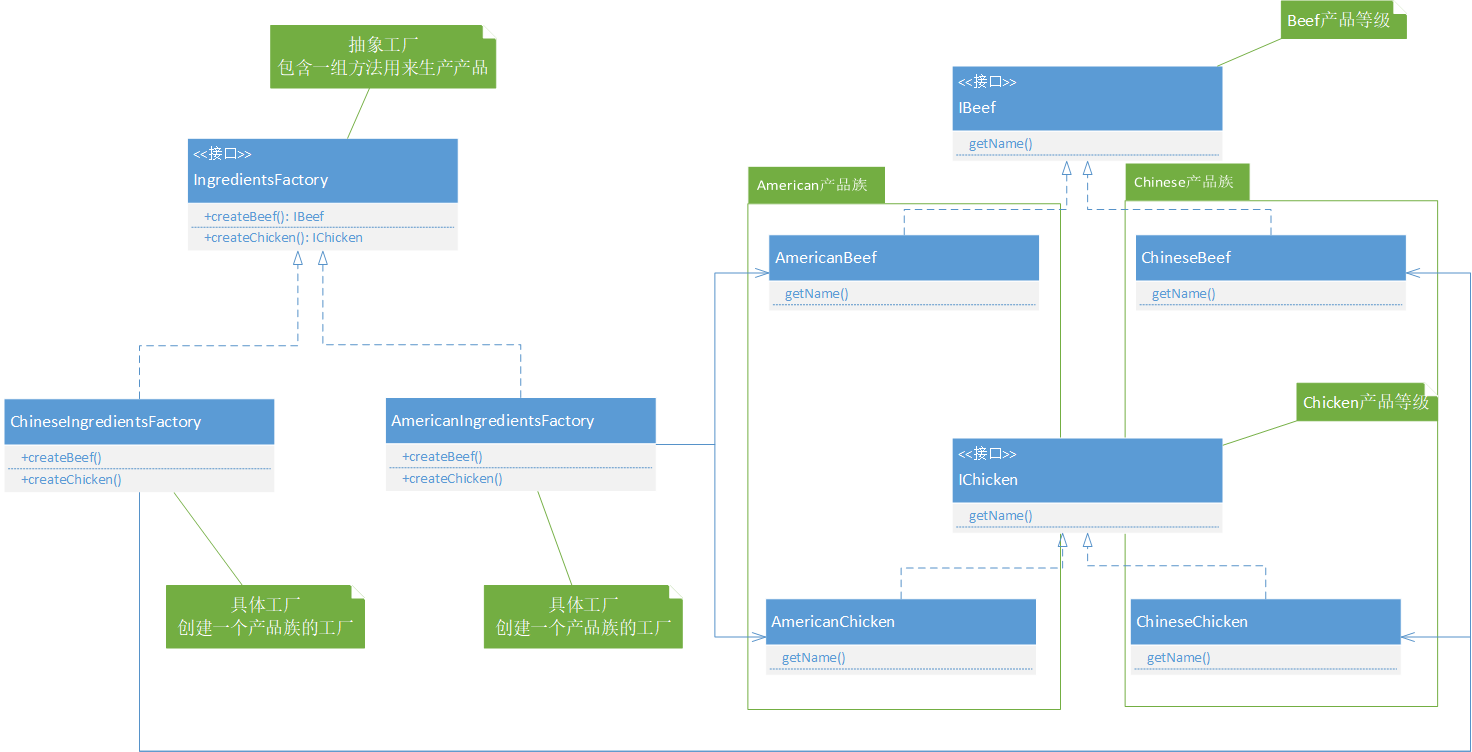 抽象工厂
包含一组方法用来生产产品
<<接口>>
IngredientsFactory
+createBeef(): IBeef
+createChicken(): IChicken
ChineseIngredientsFactory
+createBeef()
+createChicken()
AmericanIngredientsFactory
+createBeef()
+createChicken()
具体工厂
创建一个产品族的工厂
具体工厂
创建一个产品族的工厂
Beef产品等级
<<接口>>
IBeef
getName()
American产品族
Chinese产品族
AmericanBeef
getName()
ChineseBeef
getName()
Chicken产品等级
<<接口>>
IChicken
getName()
AmericanChicken
getName()
ChineseChicken
getName()